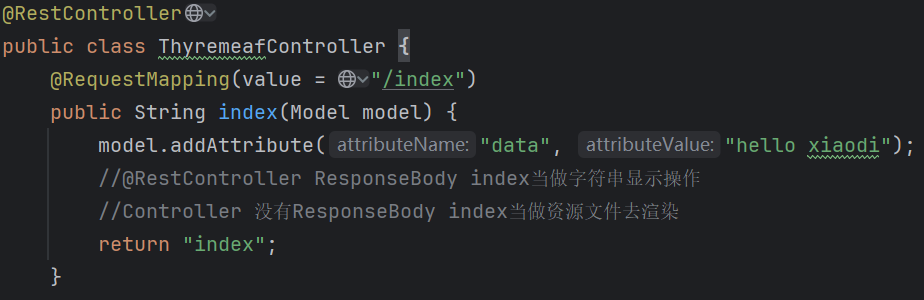 @RestController
public class ThyremeafController {
@RequestMapping(value = "/index")
public String index(Model model) {
model.addAttribute( attributeName: "data", attributeValue: "hello xiaodi");
//@RestController ResponseBody index当做字符串显示操作
//Controller 没有ResponseBody index当做资源文件去渲染
return "index";
}